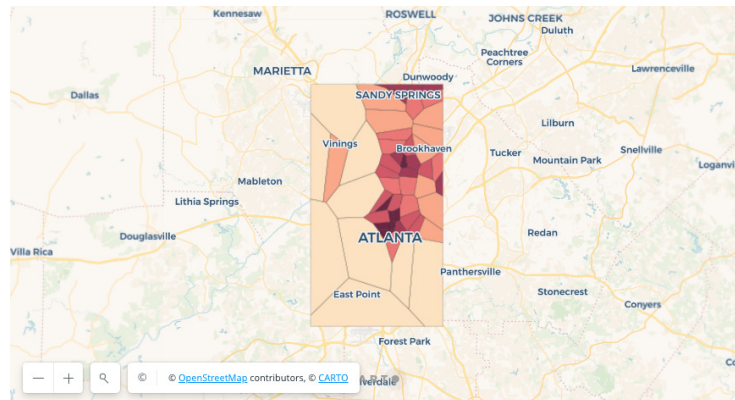 Kennesaw
ROSWELL
JOHNS CREEK
Duluth
Peachtree
Corners
MARIETTA
Dunwoody
Lawrenceville
Dallas
SANDY SPRINGS
Lilburn
Vinings
Brookhaven
Tucker
Snellville
Mountain Park
Loganvi
Mableton
Lithia Springs
Douglasville
ATLANTA
Redan
Villa Rica
Panthersville
East Point
Stonecrest
Conyers
Forest Park
Co
© © OpenStreetMap contributors, © CARTO
verdale